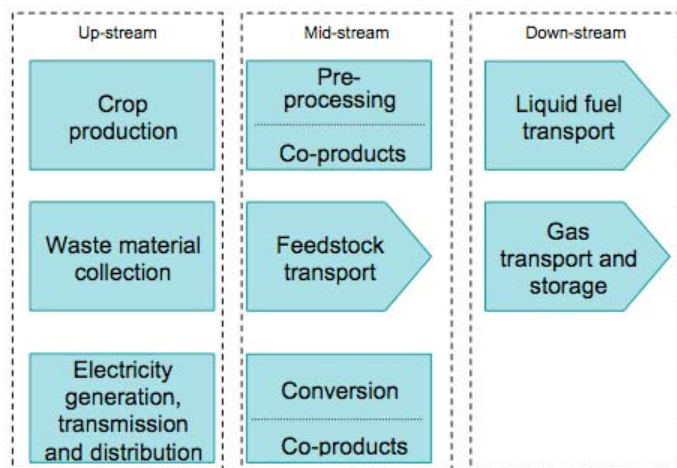 Up-stream
Crop
production
Waste material
collection
Electricity
generation,
transmission
and distribution
Mid-stream
Pre-
processing
Co-products
Feedstock
transport
Conversion
Co-products
Down-stream
Liquid fuel
transport
Gas
transport and
storage